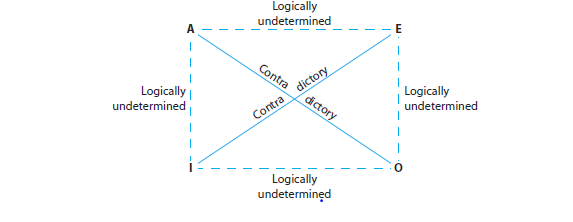 Logically
undetermined
A
E
Contra dictory
Logically
undetermined
Logically
undetermined
Contra dictory
I
O
Logically
undetermined